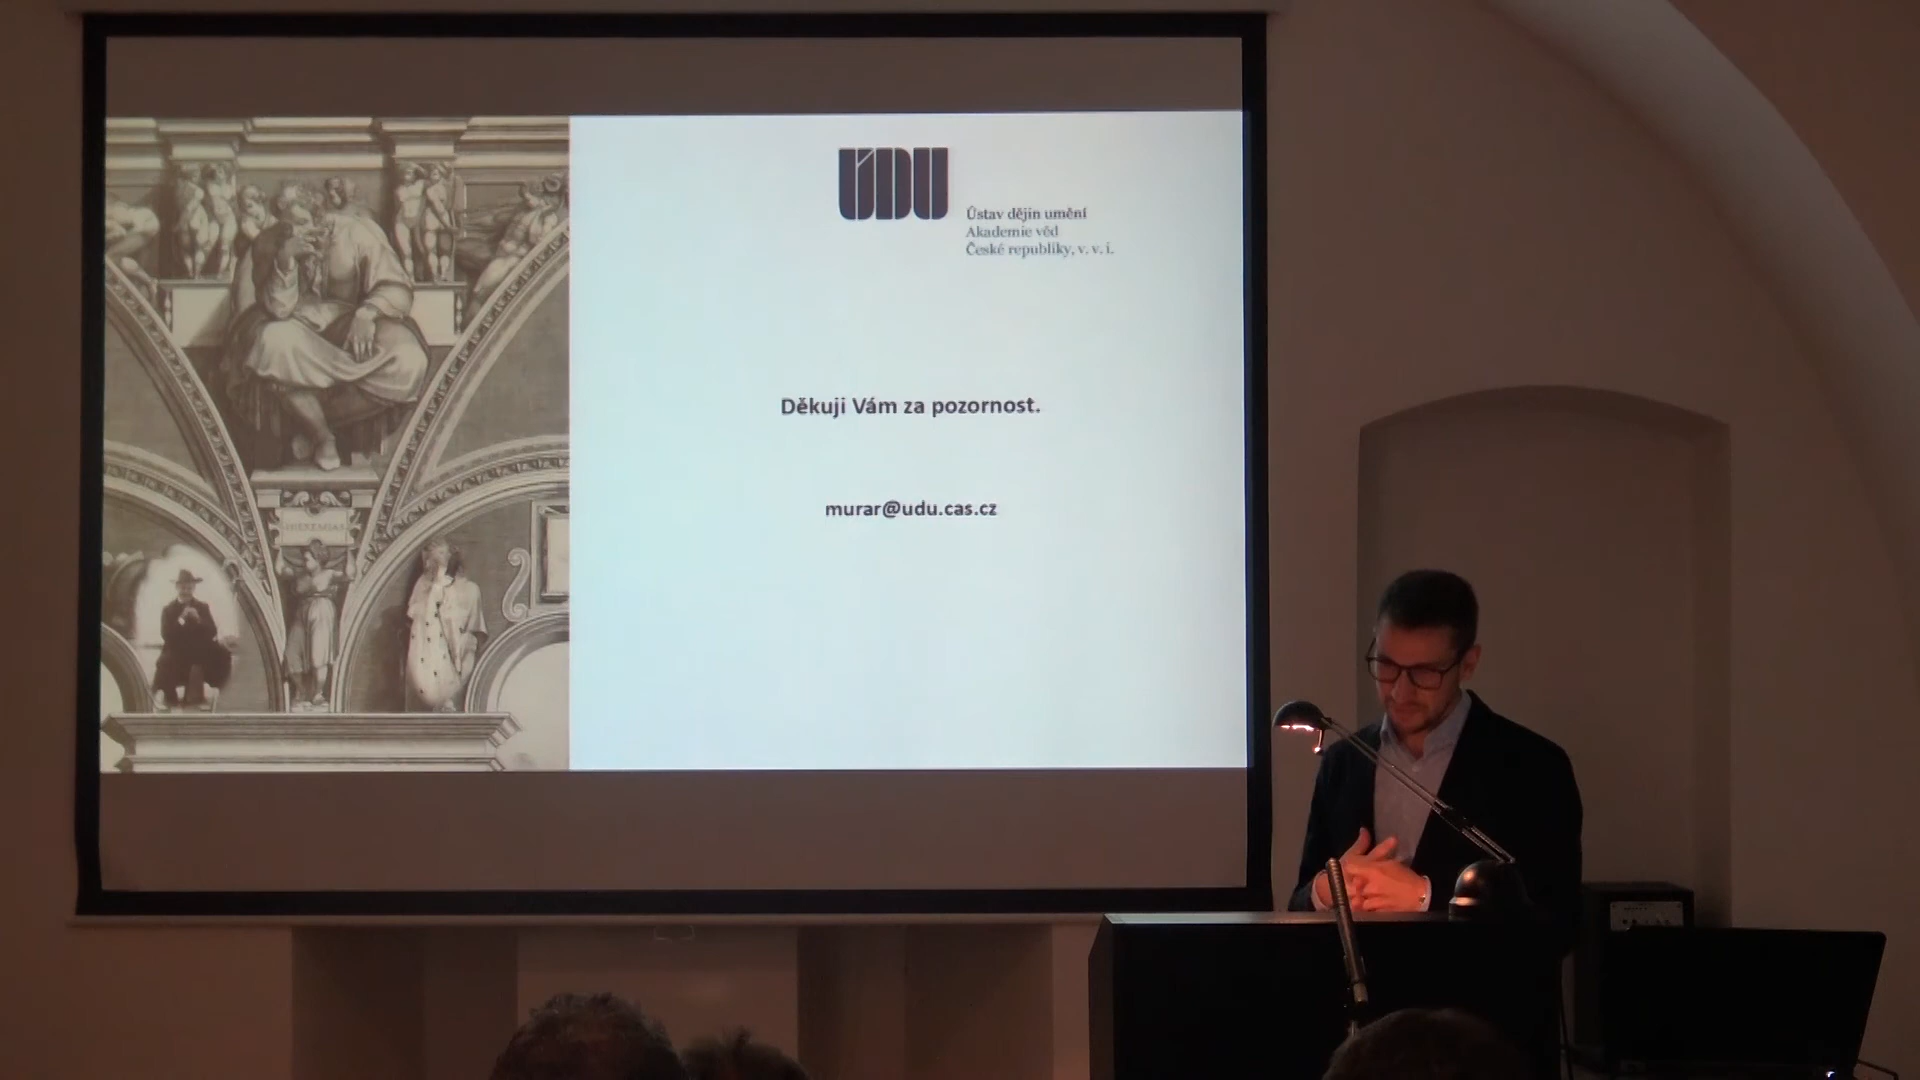 ÚDU
Ústav dějin umění
Akademie věd
České republiky, v. v. i.
Děkuji Vám za pozornost.
murar@udu.cas.cz